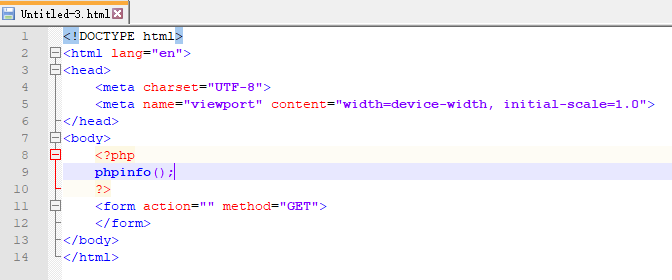 Untitled-3.html
1 <!DOCTYPE html>
2 <html lang="en">
3 <head>
4 <meta charset="UTF-8">
5 <meta name="viewport" content="width=device-width, initial-scale=1.0">
6 </head>
7 <body>
8 <?php
9 phpinfo();
10 ?>
11 <form action="" method="GET">
12 </form>
13 </body>
14 </html>